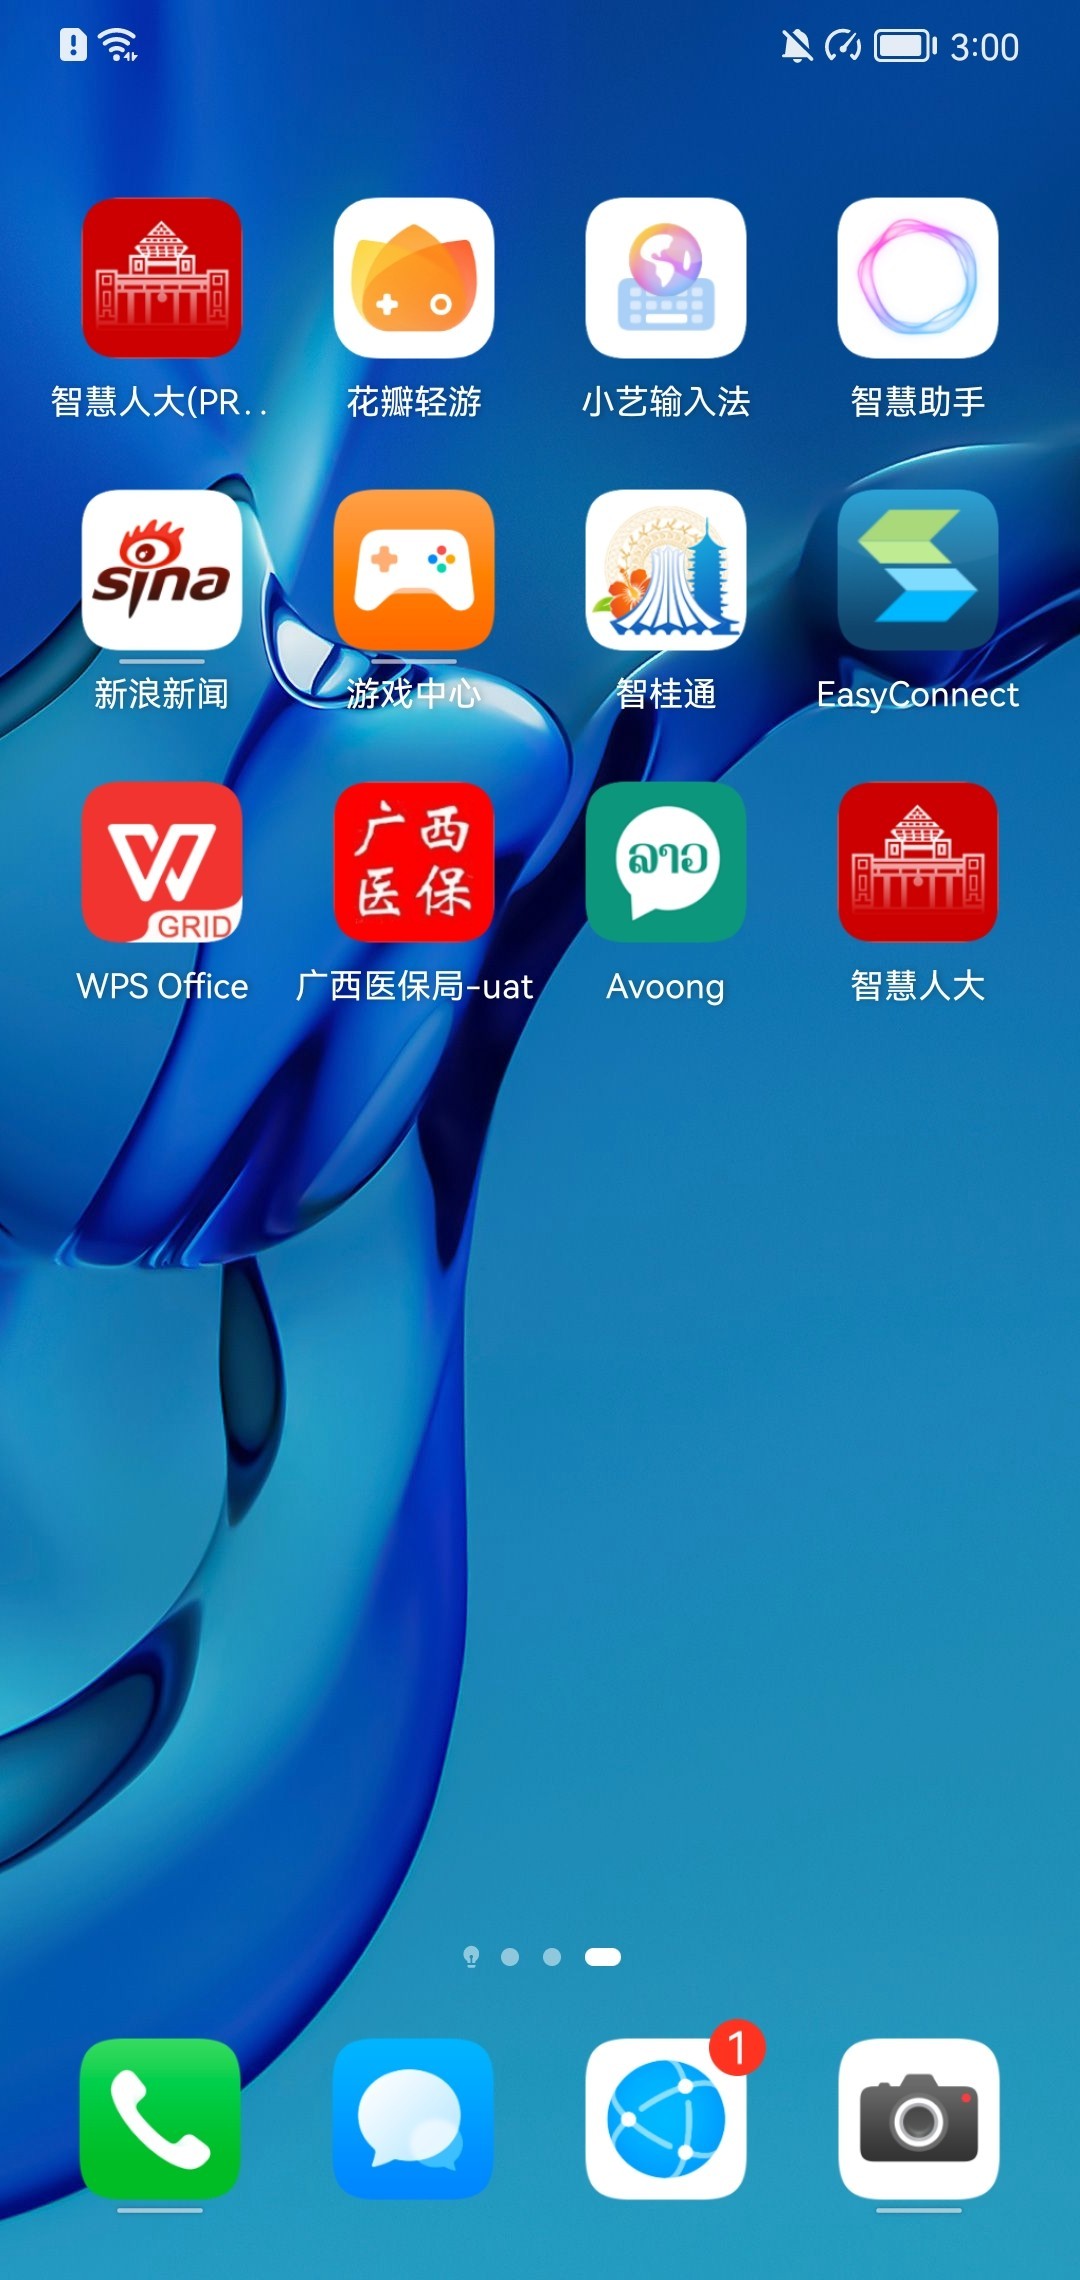 3:00
智慧人大(PR..
花瓣轻游
小艺输入法
智慧助手
sina
新浪新闻
游戏中心
智桂通
EasyConnect
GRID
广西
医保
ລາວ
WPS Office
广西医保局-uat
Avoong
智慧人大
1